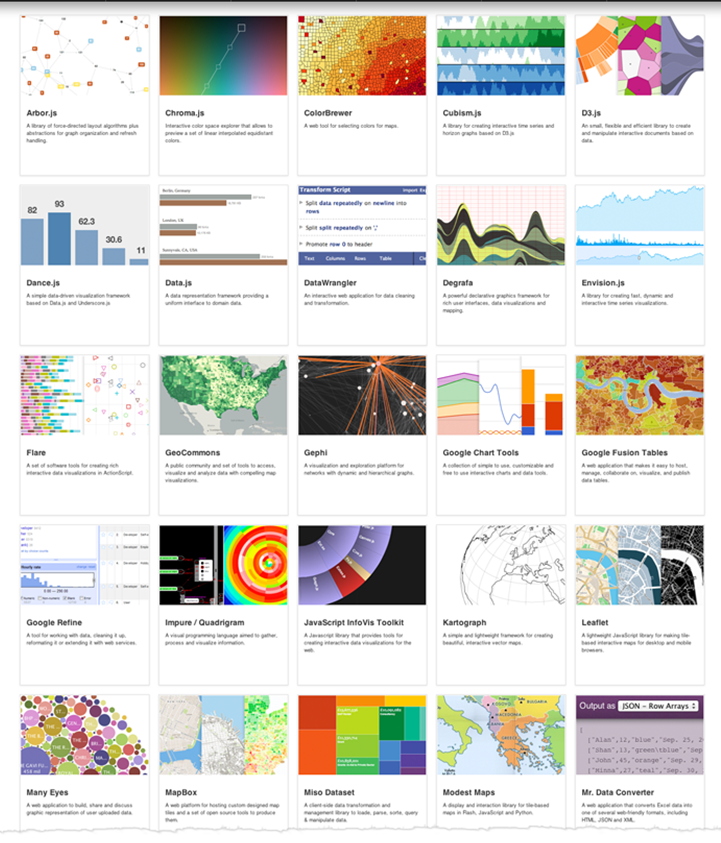 Arbor.js
A library of force-directed layout algorithms plus
abstractions for graph organization and refresh
handling.
Chroma.js
Interactive color space explorer that allows to
preview a set of linear interpolated equidistant
colors.
ColorBrewer
A web tool for selecting colors for maps.
Cubism.js
A library for creating interactive time series and
horizon graphs based on D3.js
D3.js
An small, flexible and efficient library to create
and manipulate interactive documents based on
data.
82
93
62.3
30.6
11
Dance.js
A simple data-driven visualization framework
based on Data.js and Underscore.js
Berlin, Germany
London, UK
Sunnyvale, CA, USA
Data.js
A data representation framework providing a
uniform interface to domain data.
Transform Script
Import
Split data repeatedly on newline into
rows
Split split repeatedly on ','
Promote row 0 to header
Text Columns Rows Table
DataWrangler
An interactive web application for data cleaning
and transformation.
Degrafa
A powerful declarative graphics framework for
rich user interfaces, data visualizations and
mapping.
Envision.js
A library for creating fast, dynamic and
interactive time series visualizations.
Flare
A set of software tools for creating rich
interactive data visualizations in ActionScript.
GeoCommons
A public community and set of tools to access,
visualize and analyze data with compelling map
visualizations.
Gephi
A visualization and exploration platform for
networks with dynamic and hierarchical graphs.
Google Chart Tools
A collection of simple to use, customizable and
free to use interactive charts and data tools.
Google Fusion Tables
A web application that makes it easy to host,
manage, collaborate on, visualize, and publish
data tables.
Google Refine
A tool for working with data, cleaning it up,
reformating it or extending it with web services.
Impure / Quadrigram
A visual programming language aimed to gather,
process and visualize information.
JavaScript InfoVis Toolkit
A Javascript library that provides tools for
creating interactive data visualizations for the
web.
Kartograph
A simple and lightweight framework for creating
beautiful, interactive vector maps.
Leaflet
A lightweight JavaScript library for making tile-
based interactive maps for desktop and mobile
browsers.
Many Eyes
A web application to build, share and discuss
graphic representation of user uploaded data.
MapBox
A web platform for hosting custom designed map
tiles and a set of open source tools to produce
them.
Miso Dataset
A client-side data transformation and
management library to loade, parse, sorte, query
& manipulate data.
BULGARIA
MACEDONIA
GREECE
Modest Maps
A display and interaction library for tile-based
maps in Flash, JavaScript and Python.
Output as JSON – Row Arrays
["Alan",12,"blue","Sep. 25, 2
["Shan",13,"green\tblue","Sep
["John",45,"orange","Sep. 29,
["Minna",27,"teal","Sep. 30,
Mr. Data Converter
A web application that converts Excel data into
one of several web-friendly formats, including
HTML, JSON and XML.